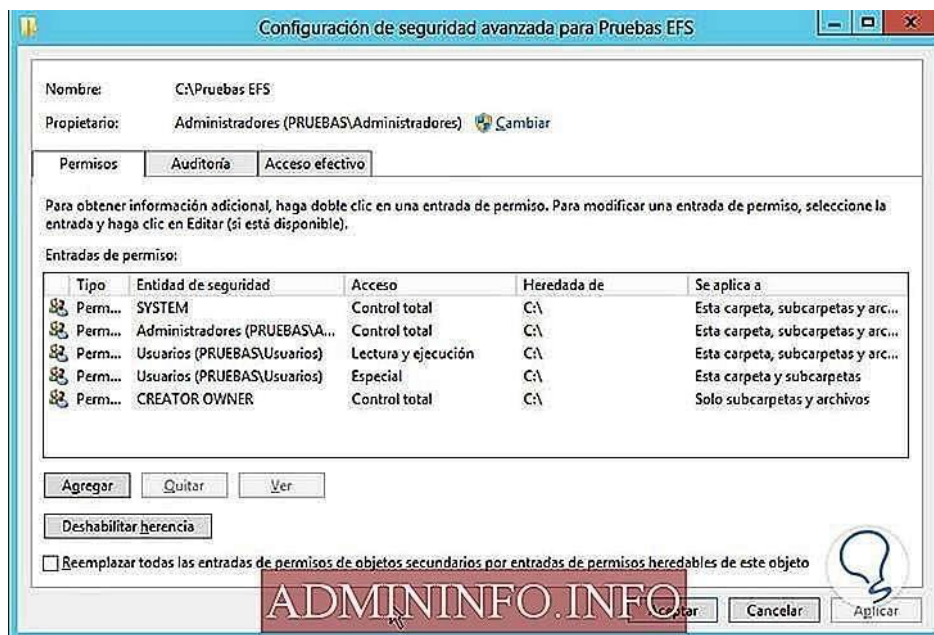 Configuración de seguridad avanzada para Pruebas EFS
Nombre: C:\Pruebas EFS
Propietario: Administradores (PRUEBAS\Administradores) Cambiar
Permisos Auditoría Acceso efectivo
Para obtener información adicional, haga doble clic en una entrada de permiso. Para modificar una entrada de permiso, seleccione la
entrada y haga clic en Editar (si está disponible).
Entradas de permiso:
Tipo Entidad de seguridad Acceso Heredada de Se aplica a
Perm... SYSTEM Control total C:\ Esta carpeta, subcarpetas y arc...
Perm... Administradores (PRUEBAS\A... Control total C:\ Esta carpeta, subcarpetas y arc...
Perm... Usuarios (PRUEBAS\Usuarios) Lectura y ejecución C:\ Esta carpeta, subcarpetas y arc...
Perm... Usuarios (PRUEBAS\Usuarios) Especial C:\ Esta carpeta y subcarpetas
Perm... CREATOR OWNER Control total C:\ Solo subcarpetas y archivos
Agregar Quitar Ver
Deshabilitar herencia
Reemplazar todas las entradas de permisos de objetos secundarios por entradas de permisos heredables de este objeto
ADMININFO.INFO
Aceptar Cancelar Aplicar